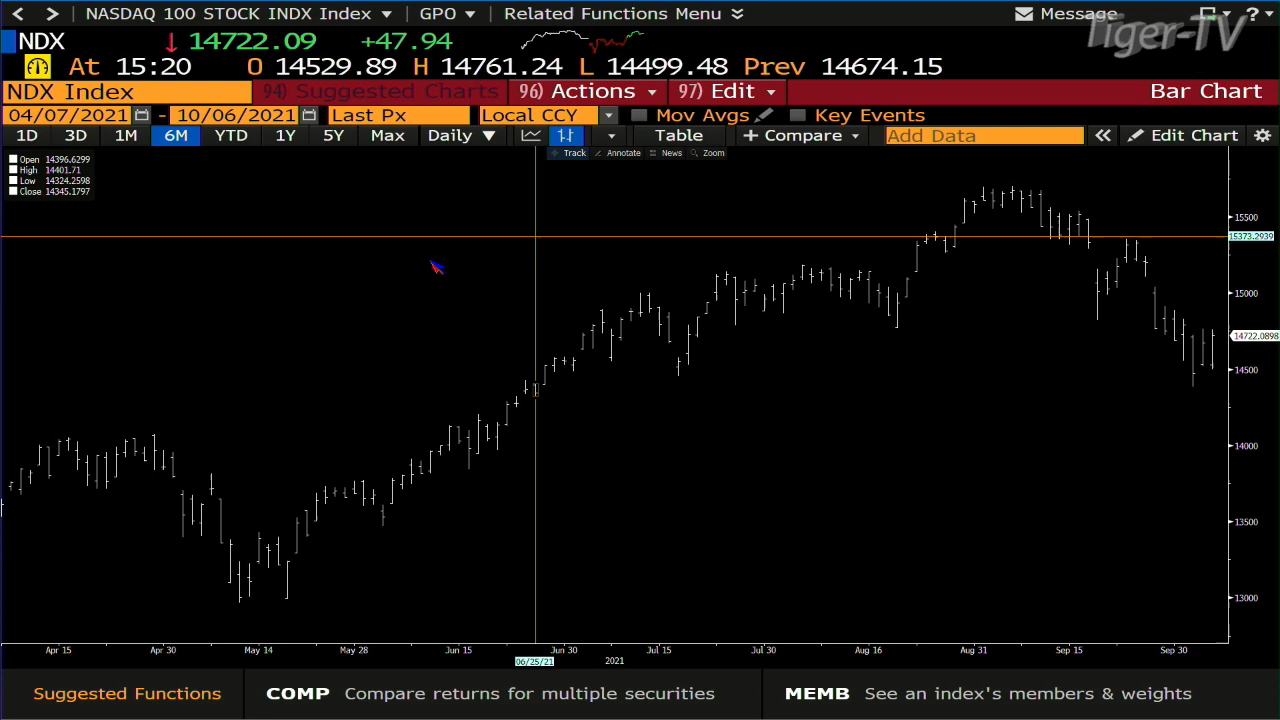 NASDAQ 100 STOCK INDX Index GPO Related Functions Menu Message ?
Tiger-TV
NDX 14722.09 +47.94
At 15:20 O 14529.89 H 14761.24 L 14499.48 Prev 14674.15
NDX Index 94) Suggested Charts 96) Actions 97) Edit Bar Chart
04/07/2021 - 10/06/2021 Last Px Local CCY Mov Avgs Key Events
1D 3D 1M 6M YTD 1Y 5Y Max Daily Table + Compare Add Data « Edit Chart
Track Annotate News Zoom
Open 14396.6299
High 14401.71
Low 14324.2598
Close 14345.1797
15500
15373.2939
15000
14722.0898
14500
14000
13500
13000
Apr 15 Apr 30 May 14 May 28 Jun 15 Jun 30 Jul 15 Jul 30 Aug 16 Aug 31 Sep 15 Sep 30
06/25/21 2021
Suggested Functions COMP Compare returns for multiple securities MEMB See an index's members & weights